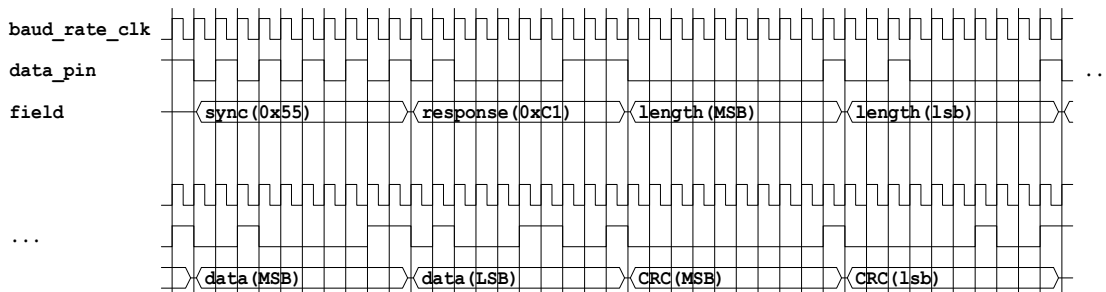 baud_rate_clk
data_pin ..
field sync(0x55) response(0xC1) length(MSB) length(lsb)
...
data(MSB) data(LSB) CRC(MSB) CRC(lsb)